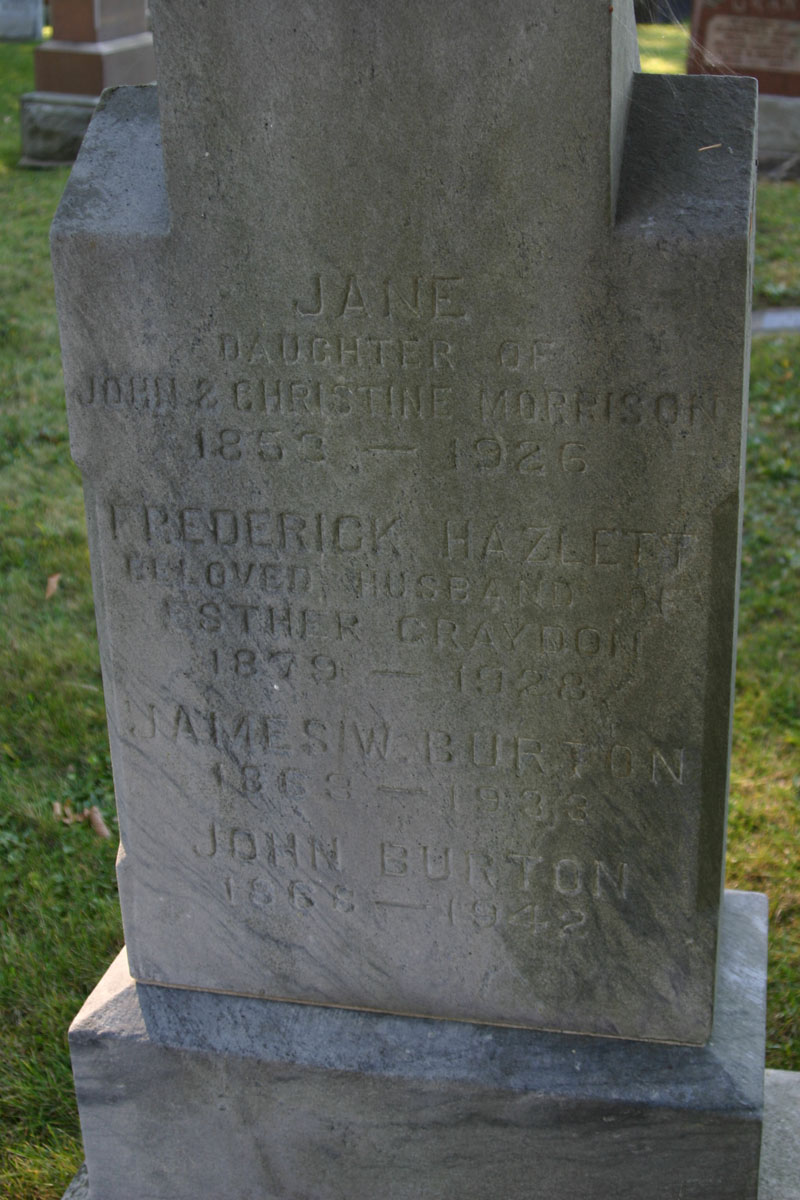 JANE
DAUGHTER OF
JOHN & CHRISTINE MORRISON
1853 — 1926
FREDERICK HAZLETT
BELOVED HUSBAND OF
ESTHER GRAYDON
1879 — 1928
JAMES W. BURTON
1863 — 1933
JOHN BURTON
1868 — 1942